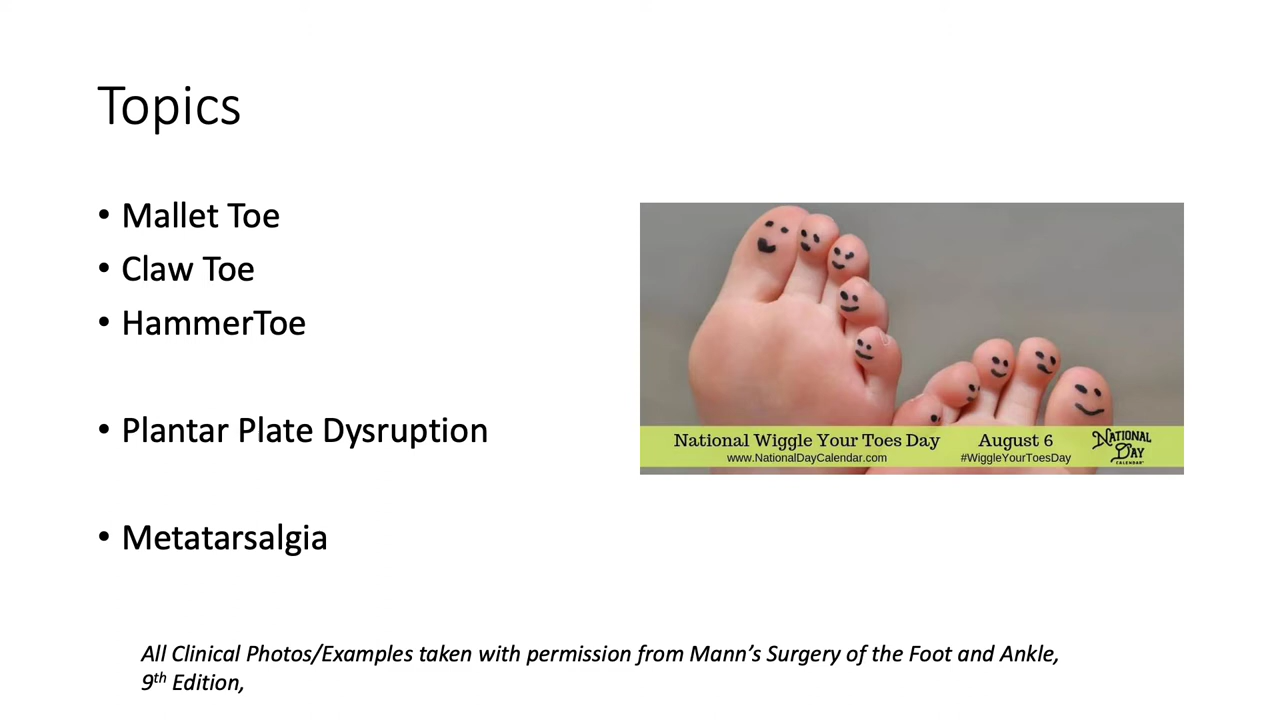 Topics
• Mallet Toe
• Claw Toe
• HammerToe
• Plantar Plate Dysruption
• Metatarsalgia
National Wiggle Your Toes Day
www.NationalDayCalendar.com
August 6
#WiggleYourToesDay
NATIONAL
DAY
CALENDAR
All Clinical Photos/Examples taken with permission from Mann's Surgery of the Foot and Ankle,
9th Edition,